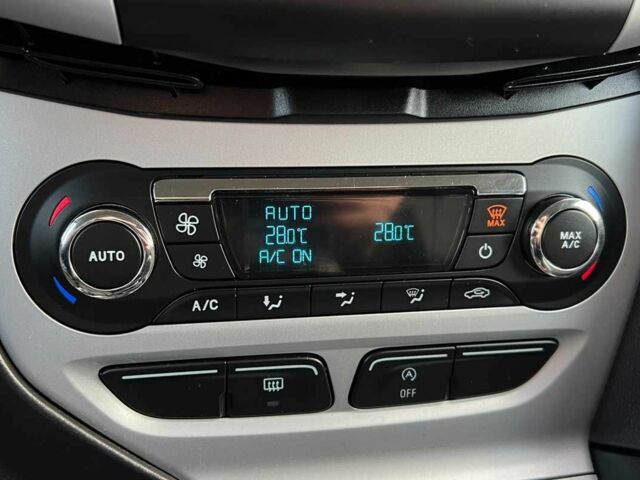 AUTO
AUTO
28.0°C 28.0°C
A/C ON
MAX
MAX
A/C
A/C
OFF